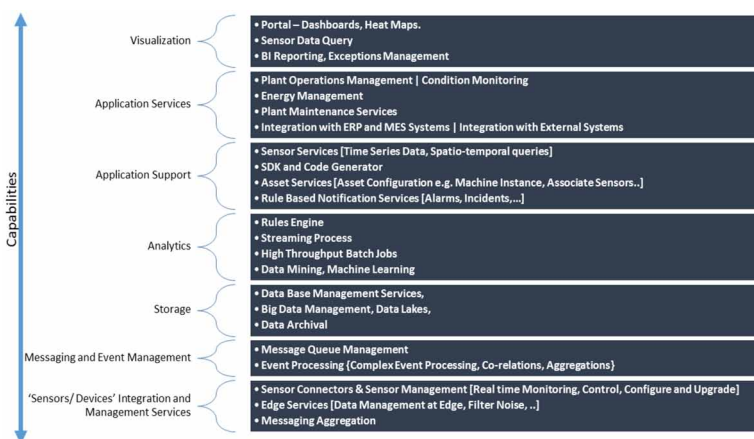 Capabilities
Visualization
• Portal – Dashboards, Heat Maps.
• Sensor Data Query
• BI Reporting, Exceptions Management
Application Services
• Plant Operations Management | Condition Monitoring
• Energy Management
• Plant Maintenance Services
• Integration with ERP and MES Systems | Integration with External Systems
Application Support
• Sensor Services [Time Series Data, Spatio-temporal queries]
• SDK and Code Generator
• Asset Services [Asset Configuration e.g. Machine Instance, Associate Sensors..]
• Rule Based Notification Services [Alarms, Incidents,...]
Analytics
• Rules Engine
• Streaming Process
• High Throughput Batch Jobs
• Data Mining, Machine Learning
Storage
• Data Base Management Services,
• Big Data Management, Data Lakes,
• Data Archival
Messaging and Event Management
• Message Queue Management
• Event Processing {Complex Event Processing, Co-relations, Aggregations}
‘Sensors/ Devices’ Integration and
Management Services
• Sensor Connectors & Sensor Management [Real time Monitoring, Control, Configure and Upgrade]
• Edge Services [Data Management at Edge, Filter Noise, ..]
• Messaging Aggregation